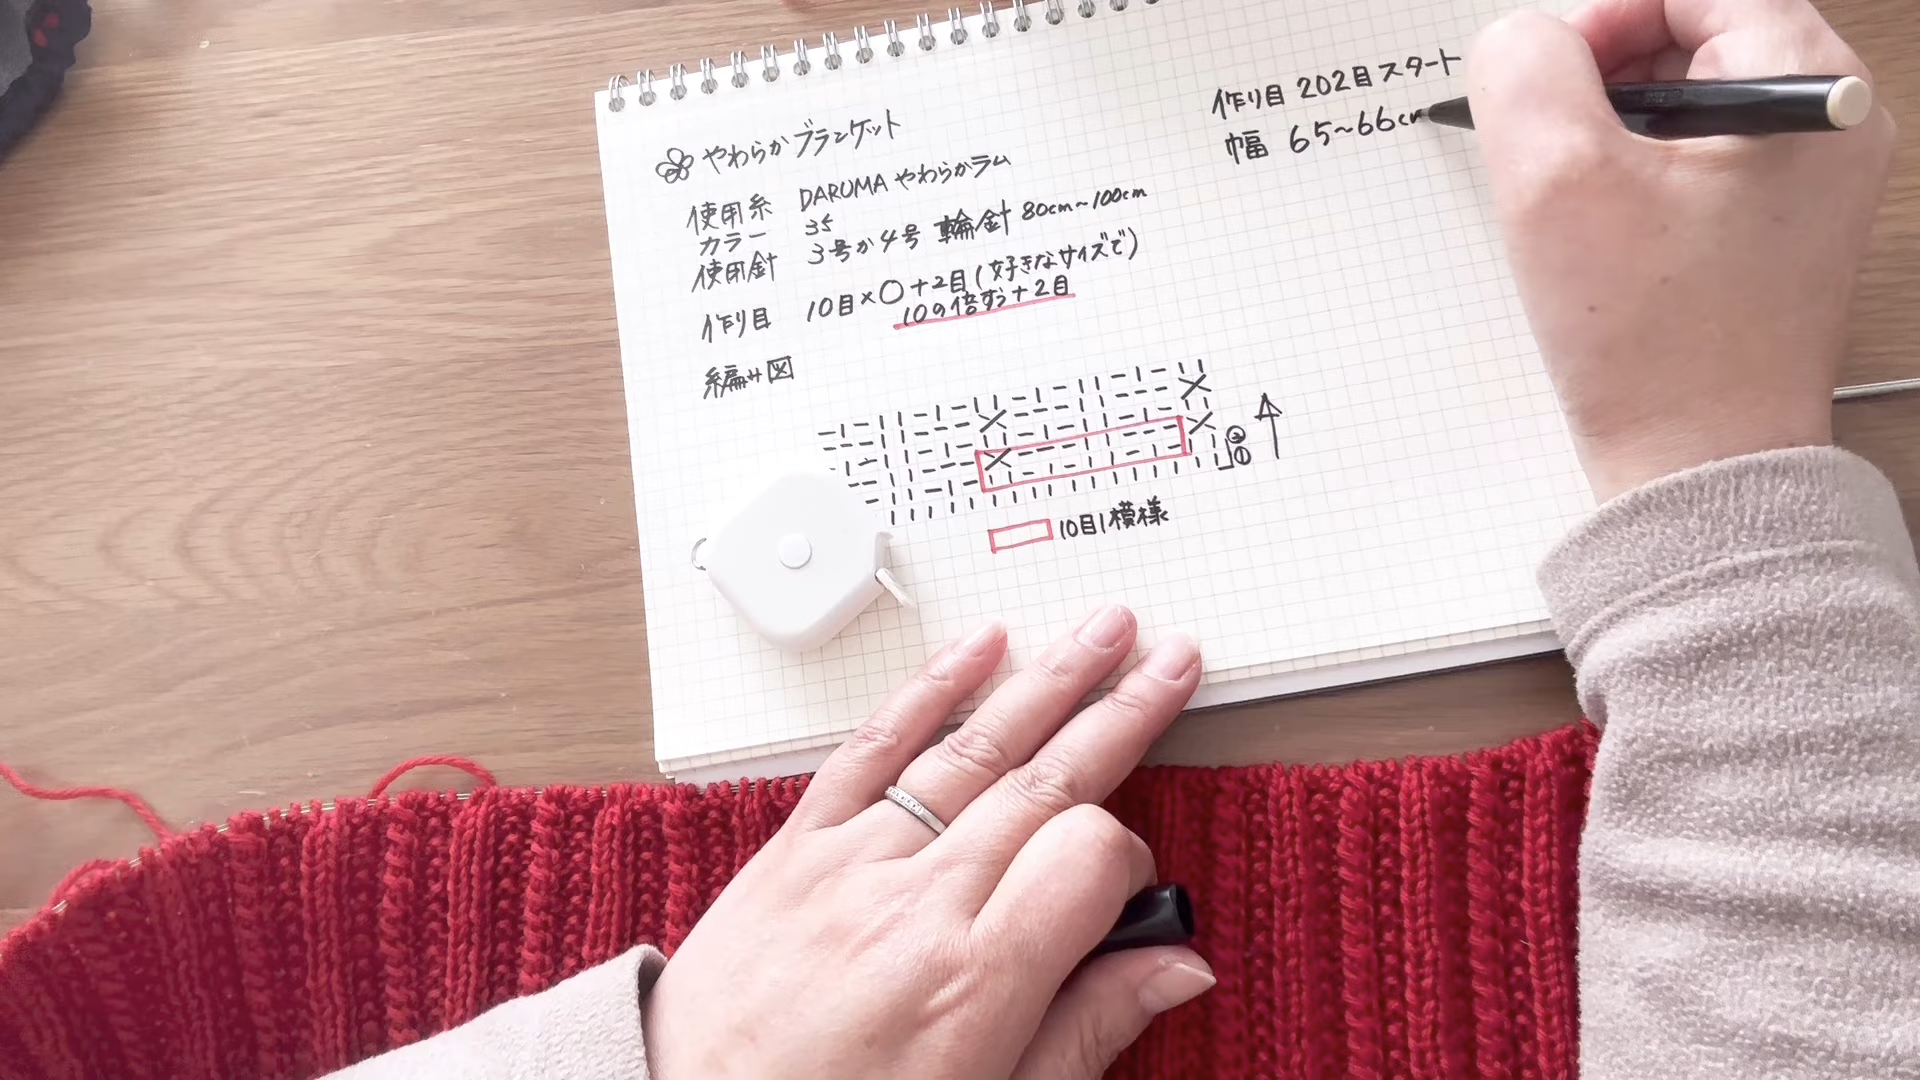 やわらかブランケット
使用糸 DARUMA やわらかラム
カラー 35
使用針 3号か4号 輪針 80cm~100cm
作り目 10目×○+2目(好きなサイズで)
10の倍すう+2目
編み図
②
①
10目1模様
作り目 202目スタート
幅 65~66cm